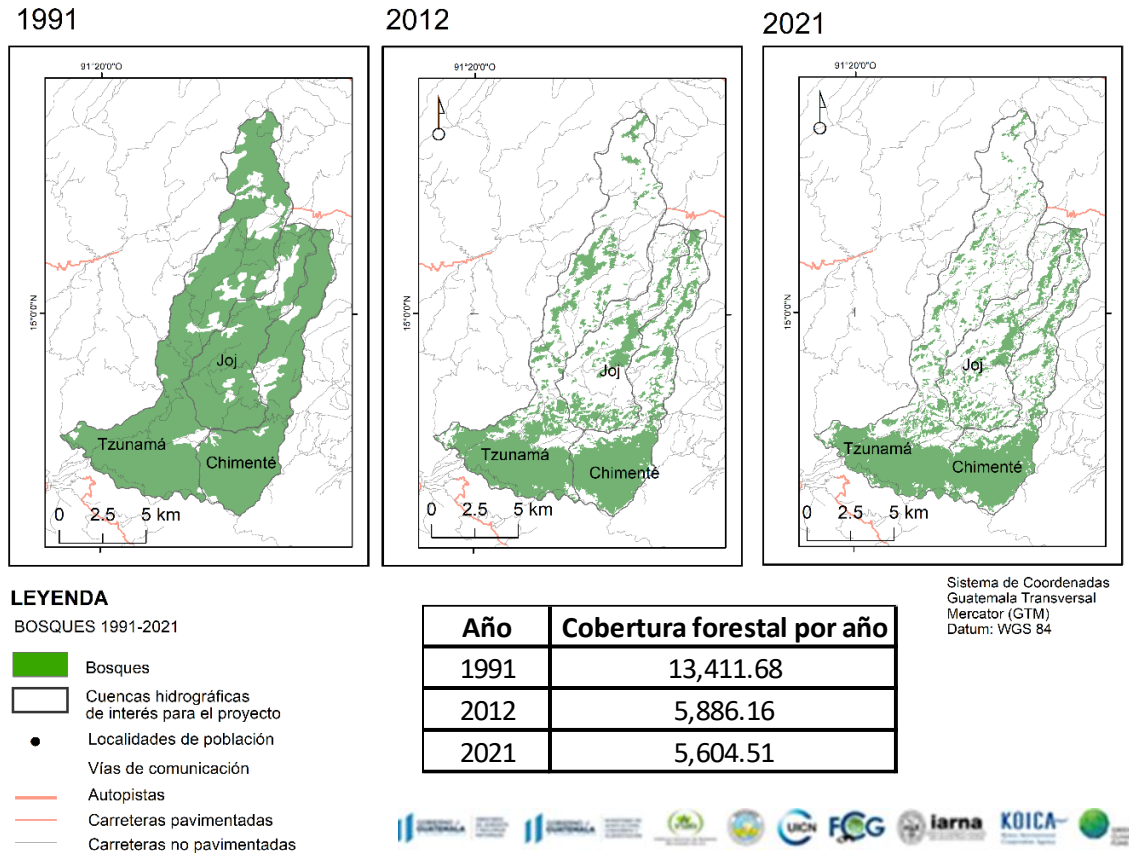 1991
2012
2021
91°20'0"O
15°0'0"N
Joj
Tzunamá
Chimenté
0 2.5 5 km
91°20'0"O
15°0'0"N
Joj
Tzunamá
Chimenté
0 2.5 5 km
91°20'0"O
15°0'0"N
Joj
Tzunamá
Chimenté
0 2.5 5 km
LEYENDA
BOSQUES 1991-2021
Bosques
Cuencas hidrográficas
de interés para el proyecto
Localidades de población
Vías de comunicación
Autopistas
Carreteras pavimentadas
Carreteras no pavimentadas
Año Cobertura forestal por año
1991 13,411.68
2012 5,886.16
2021 5,604.51
Sistema de Coordenadas
Guatemala Transversal
Mercator (GTM)
Datum: WGS 84
GUATEMALA
GUATEMALA
UICN
FCG
iarna
KOICA